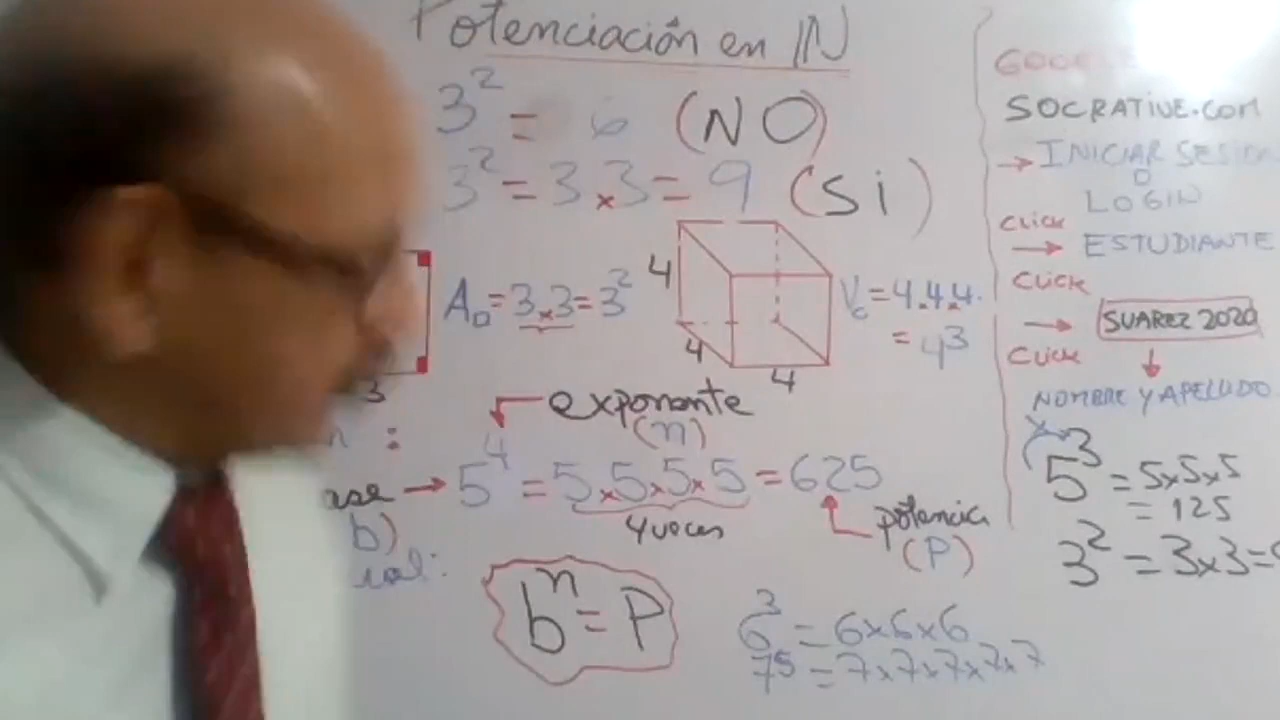 Potenciación en ℕ
3² = 6 (NO)
3² = 3x3 = 9 (Si)
A□ = 3x3 = 3²
3
4
4
4
Vc = 4.4.4.
= 4³
exponente
(n)
:
→ 5⁴ = 5x5x5x5 = 625
4 veces
b)
potencia
(P)
bⁿ = P
6³ = 6x6x6
7⁵ = 7x7x7x7x7
SOCRATIVE.com
→ INICIAR
O
LOGIN
Click
→ ESTUDIANTE
Click
→ SUAREZ 2020
Click
NOMBRE Y APELLIDO
5³ = 5x5x5
= 125
3² = 3x3=